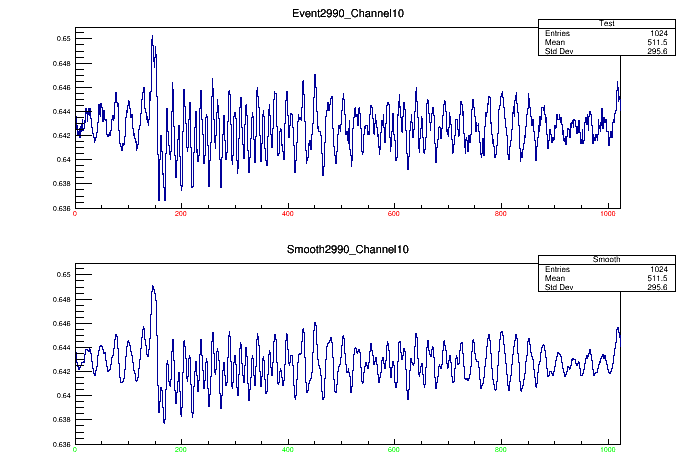 Event2990_Channel10
Test
Entries 1024
Mean 511.5
Std Dev 295.6
0.65
0.648
0.646
0.644
0.642
0.64
0.638
0.636
0 200 400 600 800 1000
Smooth2990_Channel10
Smooth
Entries 1024
Mean 511.5
Std Dev 295.6
0.65
0.648
0.646
0.644
0.642
0.64
0.638
0.636
0 200 400 600 800 1000